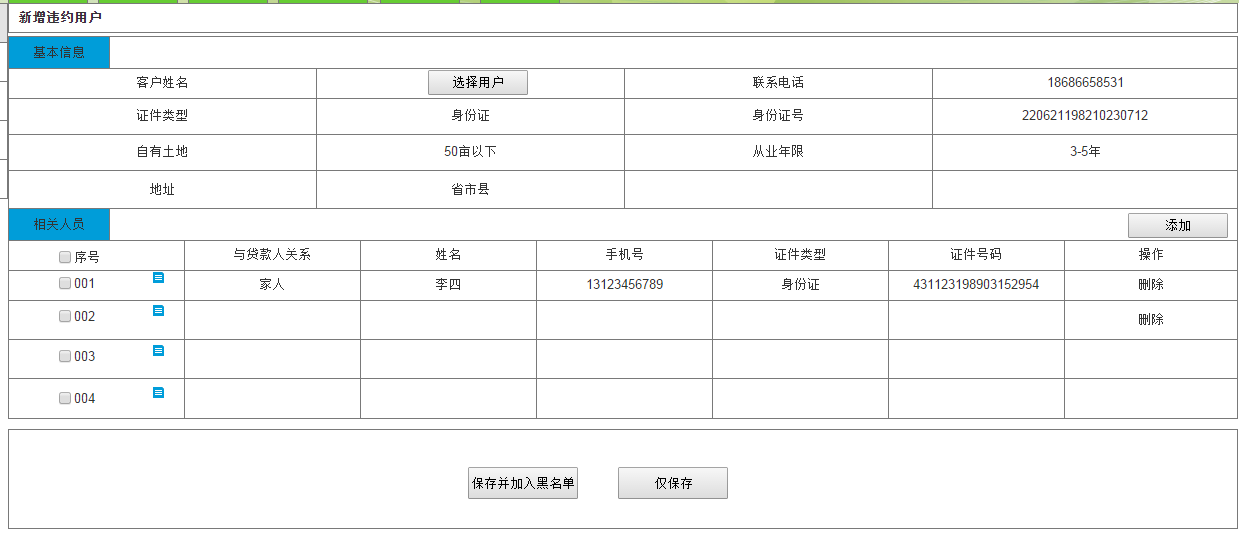 新增违约用户
基本信息
客户姓名 选择用户 联系电话 18686658531
证件类型 身份证 身份证号 220621198210230712
自有土地 50亩以下 从业年限 3-5年
地址 省市县
相关人员 添加
序号 与贷款人关系 姓名 手机号 证件类型 证件号码 操作
001 家人 李四 13123456789 身份证 431123198903152954 删除
002 删除
003
004
保存并加入黑名单 仅保存